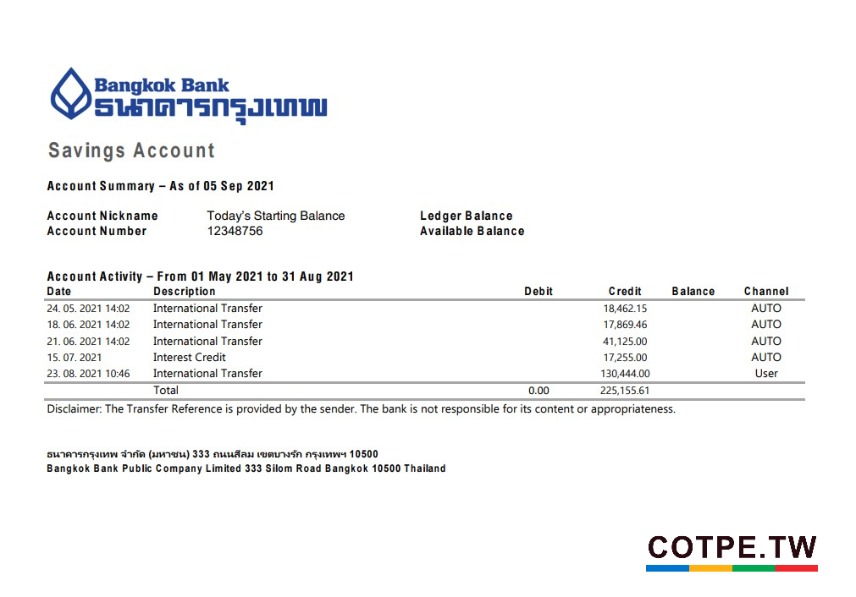 Bangkok Bank
ธนาคารกรุงเทพ
Savings Account
Account Summary – As of 05 Sep 2021
Account Nickname Today's Starting Balance Ledger Balance
Account Number 12348756 Available Balance
Account Activity – From 01 May 2021 to 31 Aug 2021
Date Description Debit Credit Balance Channel
24. 05. 2021 14:02 International Transfer 18,462.15 AUTO
18. 06. 2021 14:02 International Transfer 17,869.46 AUTO
21. 06. 2021 14:02 International Transfer 41,125.00 AUTO
15. 07. 2021 Interest Credit 17,255.00 AUTO
23. 08. 2021 10:46 International Transfer 130,444.00 User
Total 0.00 225,155.61
Disclaimer: The Transfer Reference is provided by the sender. The bank is not responsible for its content or appropriateness.
ธนาคารกรุงเทพ จำกัด (มหาชน) 333 ถนนสีลม เขตบางรัก กรุงเทพฯ 10500
Bangkok Bank Public Company Limited 333 Silom Road Bangkok 10500 Thailand
COTPE.TW